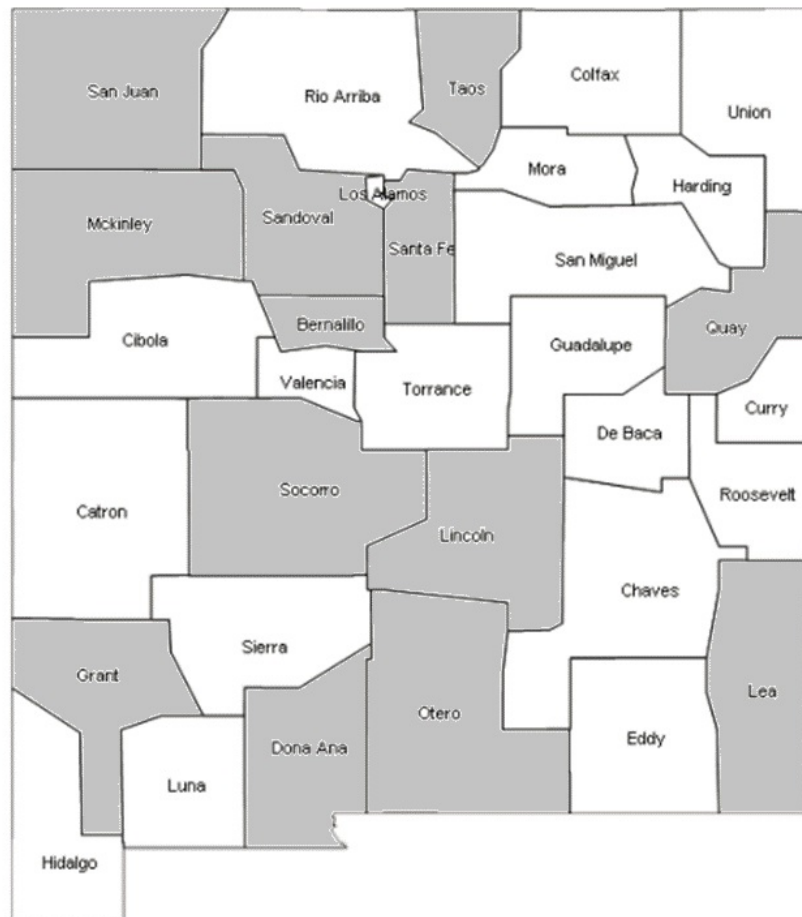 San Juan
Rio Arriba
Taos
Colfax
Union
Mora
Harding
Los Alamos
Mckinley
Sandoval
Santa Fe
San Miguel
Bernalillo
Quay
Cibola
Guadalupe
Valencia
Torrance
Curry
De Baca
Socorro
Roosevelt
Catron
Lincoln
Chaves
Sierra
Grant
Lea
Otero
Dona Ana
Eddy
Luna
Hidalgo